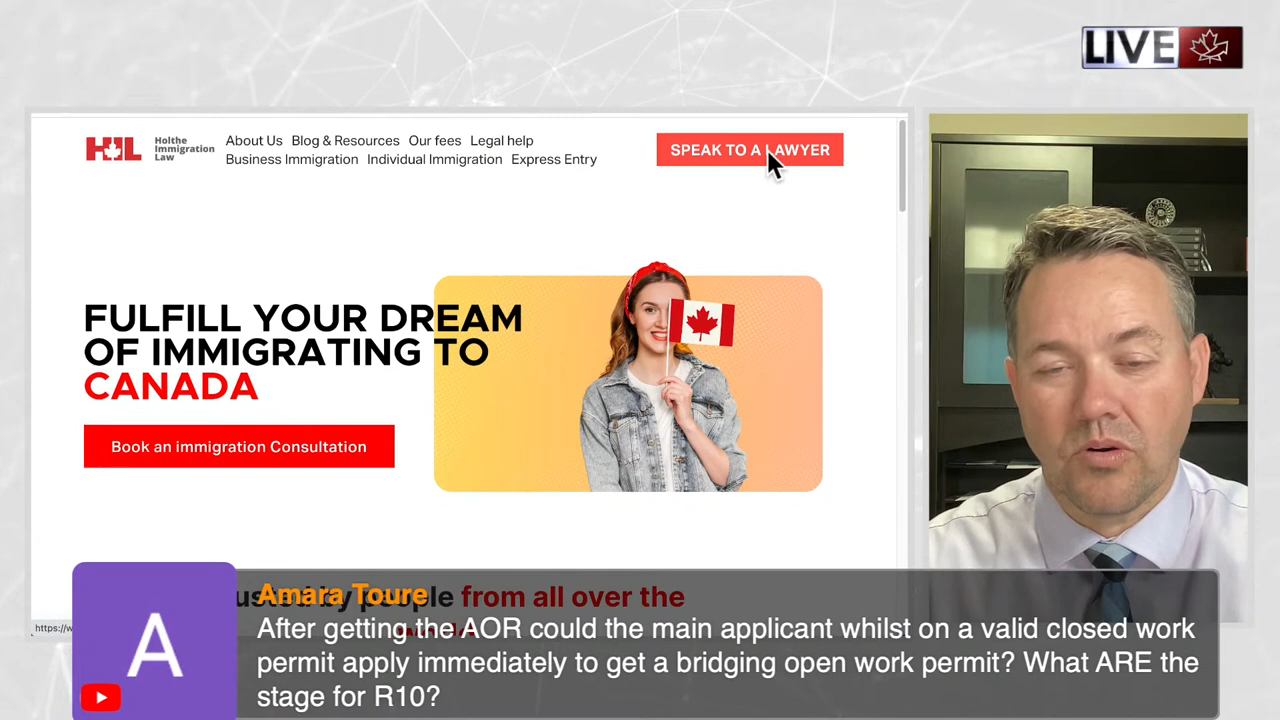 LIVE
HIL
Holthe
Immigration
Law
About Us Blog & Resources Our fees Legal help
Business Immigration Individual Immigration Express Entry
SPEAK TO A LAWYER
FULFILL YOUR DREAM
OF IMMIGRATING TO
CANADA
Book an immigration Consultation
by people from all over the
https://w
A
Amara Toure
After getting the AOR could the main applicant whilst on a valid closed work
permit apply immediately to get a bridging open work permit? What ARE the
stage for R10?